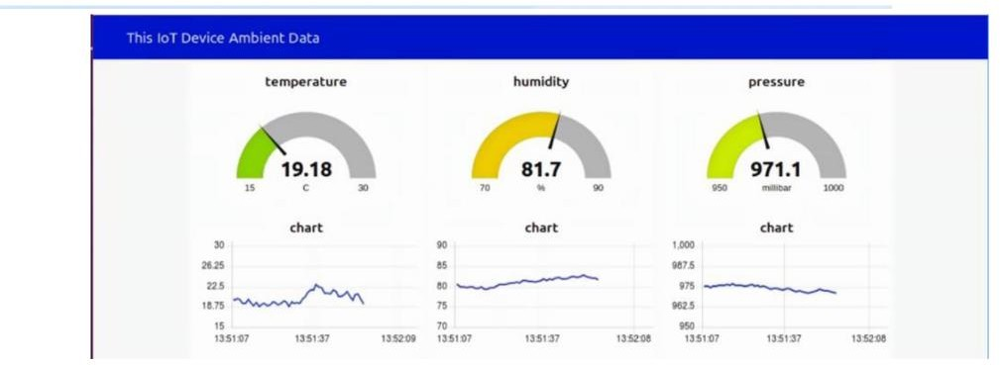 This IoT Device Ambient Data
temperature
19.18
15 C 30
humidity
81.7
70 % 90
pressure
971.1
950 millibar 1000
chart
30
26.25
22.5
18.75
15
13:51:07 13:51:37 13:52:09
chart
90
85
80
75
70
13:51:07 13:51:37 13:52:08
chart
1,000
987.5
975
962.5
950
13:51:07 13:51:37 13:52:08